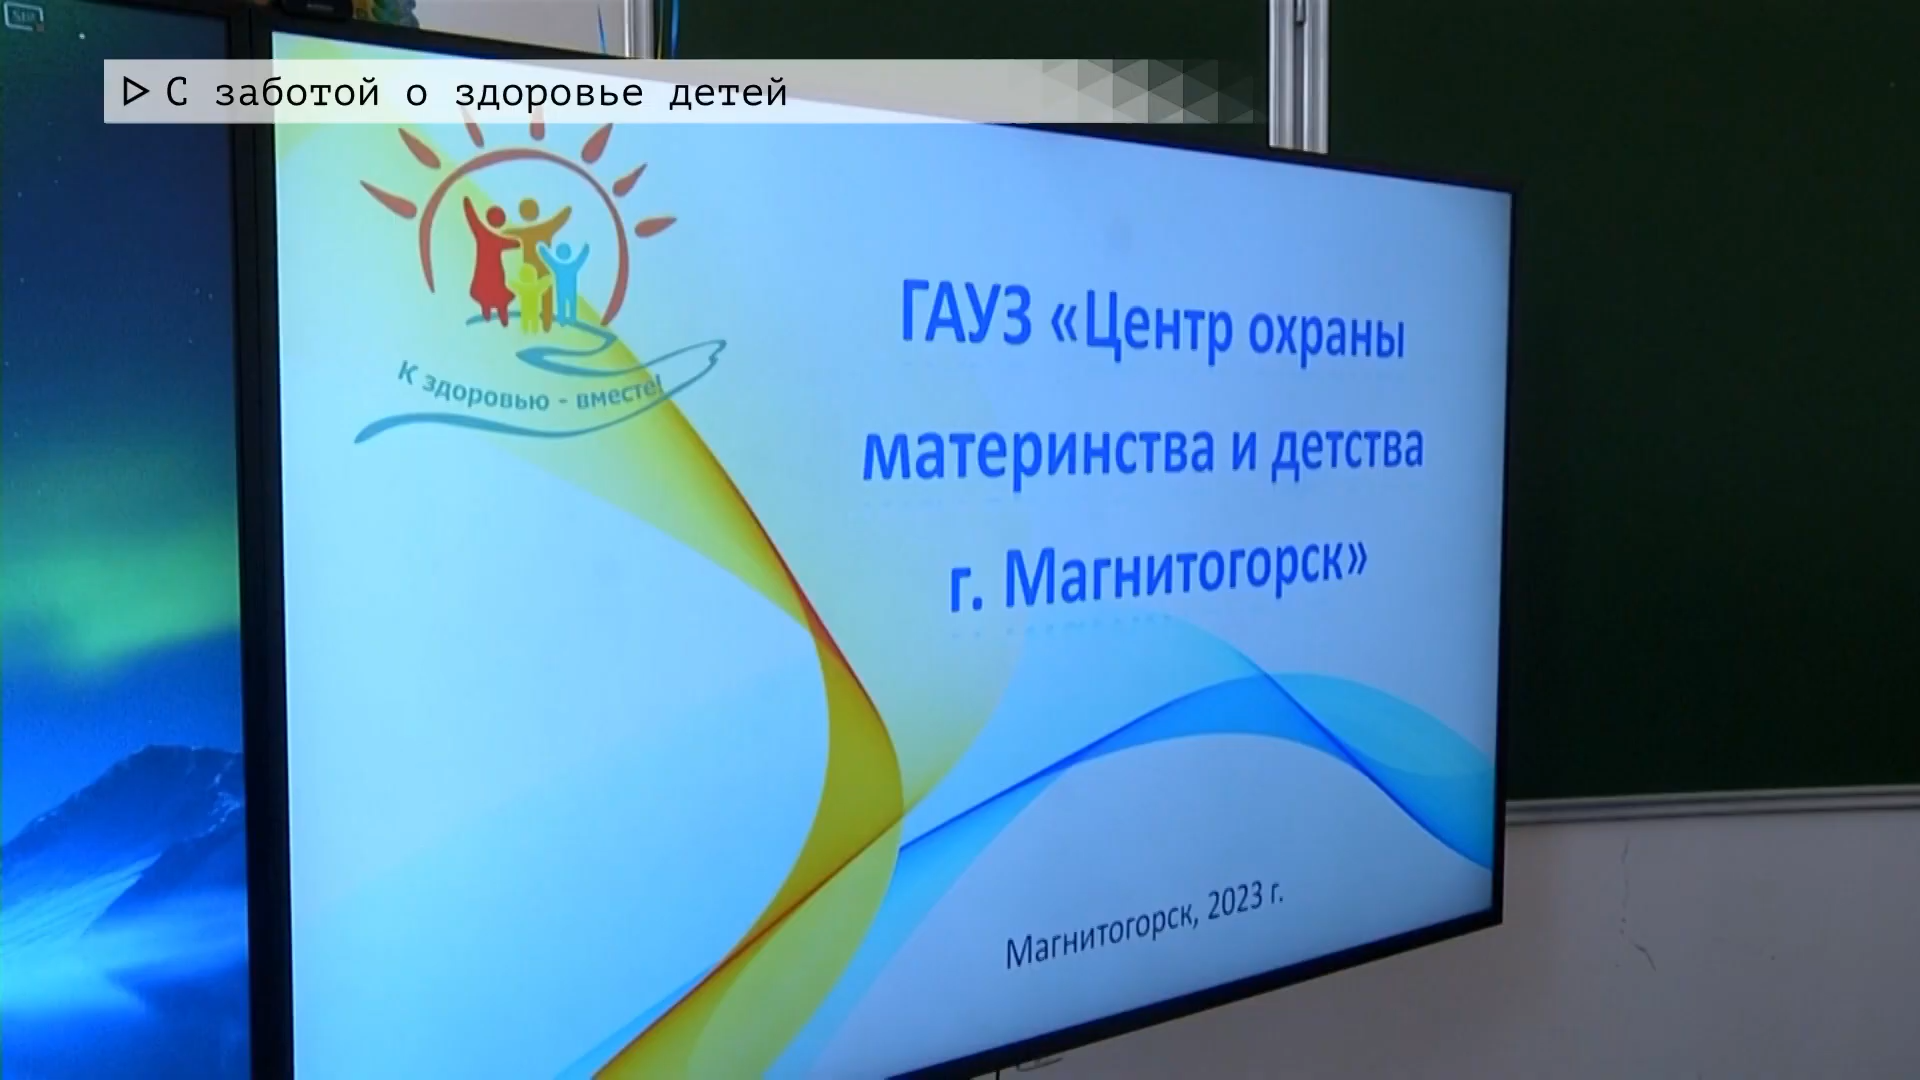 С заботой о здоровье детей
К здоровью - вместе!
ГАУЗ «Центр охраны
материнства и детства
г. Магнитогорск»
Магнитогорск, 2023 г.